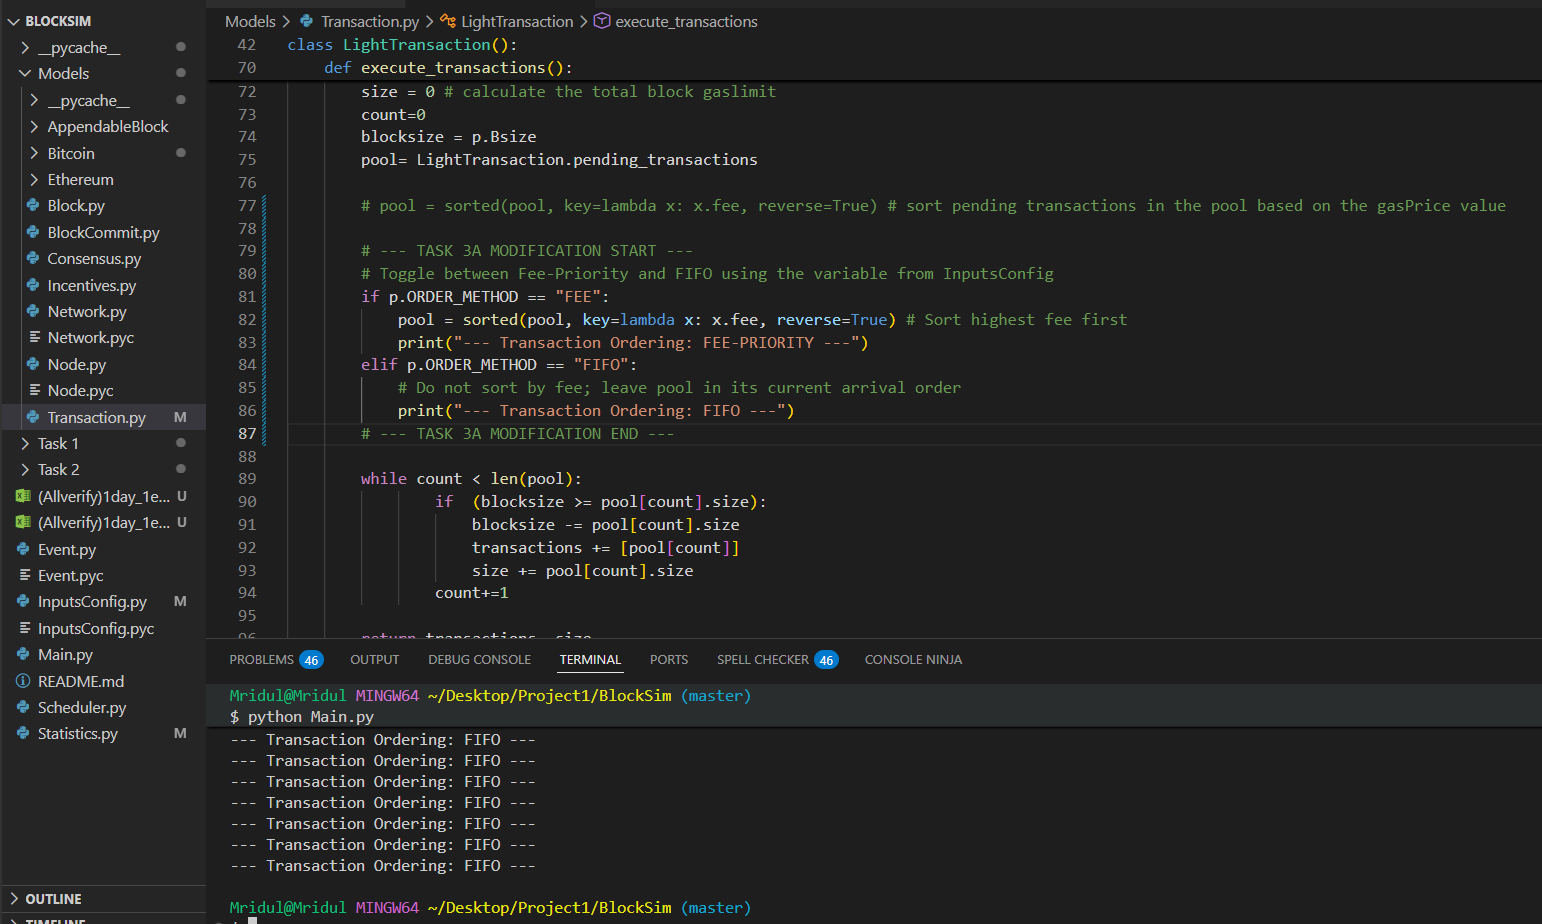 BLOCKSIM
__pycache__
Models
__pycache__
AppendableBlock
Bitcoin
Ethereum
Block.py
BlockCommit.py
Consensus.py
Incentives.py
Network.py
Network.pyc
Node.py
Node.pyc
Transaction.py M
Task 1
Task 2
(Allverify)1day_1e... U
(Allverify)1day_1e... U
Event.py
Event.pyc
InputsConfig.py M
InputsConfig.pyc
Main.py
README.md
Scheduler.py
Statistics.py M
OUTLINE
TIMELINE
Models > Transaction.py > LightTransaction > execute_transactions
42 class LightTransaction():
70 def execute_transactions():
72 size = 0 # calculate the total block gaslimit
73 count=0
74 blocksize = p.Bsize
75 pool= LightTransaction.pending_transactions
76
77 # pool = sorted(pool, key=lambda x: x.fee, reverse=True) # sort pending transactions in the pool based on the gasPrice value
78
79 # --- TASK 3A MODIFICATION START ---
80 # Toggle between Fee-Priority and FIFO using the variable from InputsConfig
81 if p.ORDER_METHOD == "FEE":
82 pool = sorted(pool, key=lambda x: x.fee, reverse=True) # Sort highest fee first
83 print("--- Transaction Ordering: FEE-PRIORITY ---")
84 elif p.ORDER_METHOD == "FIFO":
85 # Do not sort by fee; leave pool in its current arrival order
86 print("--- Transaction Ordering: FIFO ---")
87 # --- TASK 3A MODIFICATION END ---
88
89 while count < len(pool):
90 if  (blocksize >= pool[count].size):
91 blocksize -= pool[count].size
92 transactions += [pool[count]]
93 size += pool[count].size
94 count+=1
95
96 return transactions, size
PROBLEMS 46 OUTPUT DEBUG CONSOLE TERMINAL PORTS SPELL CHECKER 46 CONSOLE NINJA
Mridul@Mridul MINGW64 ~/Desktop/Project1/BlockSim (master)
$ python Main.py
--- Transaction Ordering: FIFO ---
--- Transaction Ordering: FIFO ---
--- Transaction Ordering: FIFO ---
--- Transaction Ordering: FIFO ---
--- Transaction Ordering: FIFO ---
--- Transaction Ordering: FIFO ---
--- Transaction Ordering: FIFO ---
Mridul@Mridul MINGW64 ~/Desktop/Project1/BlockSim (master)